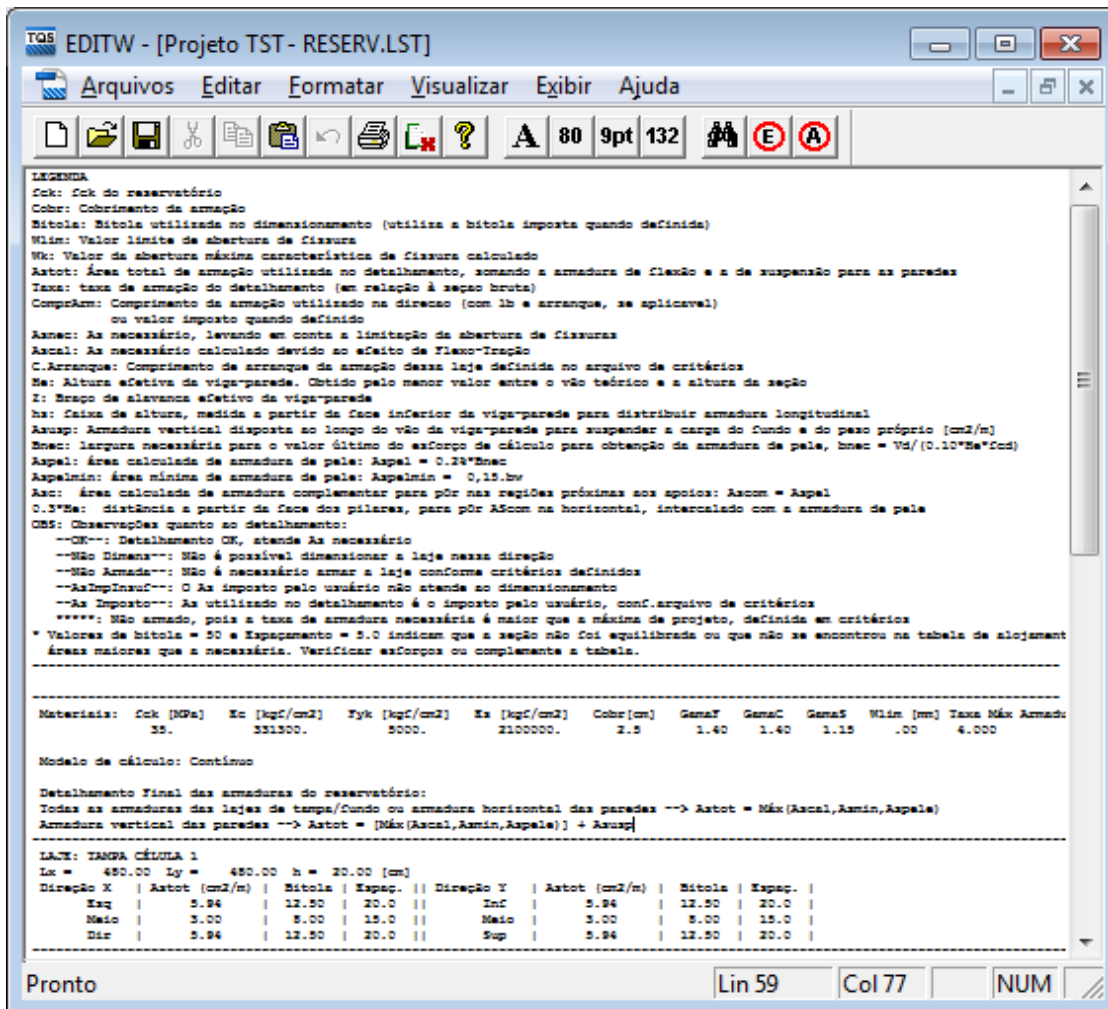 TQS EDITW - [Projeto TST - RESERV.LST]
Arquivos Editar Formatar Visualizar Exibir Ajuda
A 80 9pt 132 E A
LEGENDA
fck: fck do reservatório
Cobr: Cobrimento da armação
Bitola: Bitola utilizada no dimensionamento (utiliza a bitola imposta quando definida)
Wlim: Valor limite de abertura de fissura
Wk: Valor da abertura máxima característica de fissura calculado
Astot: Área total de armação utilizada no detalhamento, somando a armadura de flexão e a de suspensão para as paredes
Taxa: taxa de armação do detalhamento (em relação à seçao bruta)
ComprArm: Comprimento da armação utilizado na direcao (com lb e arranque, se aplicavel)
ou valor imposto quando definido
Asnec: As necessário, levando em conta a limitação da abertura de fissuras
Ascal: As necessário calculado devido ao efeito de Flexo-Tração
C.Arranque: Comprimento de arranque da armação dessa laje definida no arquivo de critérios
He: Altura efetiva da viga-parede. Obtido pelo menor valor entre o vão teórico e a altura da seção
Z: Braço de alavanca efetivo da viga-parede
hs: faixa de altura, medida a partir da face inferior da viga-parede para distribuir armadura longitudinal
Asusp: Armadura vertical disposta ao longo do vão da viga-parede para suspender a carga do fundo e do peso próprio [cm2/m]
Bnec: largura necessária para o valor último do esforço de cálculo para obtenção da armadura de pele, bnec = Vd/(0.10*He*fcd)
Aspel: área calculada de armadura de pele: Aspel = 0.2%*Bnec
Aspelmin: área mínima de armadura de pele: Aspelmin = 0,15.bw
Asc: área calculada de armadura complementar para pôr nas regiões próximas aos apoios: Ascom = Aspel
0.3*He: distância a partir da face dos pilares, para pôr AScom na horizontal, intercalado com a armadura de pele
OBS: Observações quanto ao detalhamento:
--OK--: Detalhamento OK, atende As necessário
--Não Dimens--: Não é possível dimensionar a laje nessa direção
--Não Armada--: Não é necessário armar a laje conforme critérios definidos
--AsImpInsuf--: O As imposto pelo usuário não atende ao dimensionamento
--As Imposto--: As utilizado no detalhamento é o imposto pelo usuário, conf.arquivo de critérios
*****: Não armado, pois a taxa de armadura necessária é maior que a máxima de projeto, definida em critérios
* Valores de bitola = 50 e Espaçamento = 5.0 indicam que a seção não foi equilibrada ou que não se encontrou na tabela de alojament
áreas maiores que a necessária. Verificar esforços ou complemente a tabela.
Materiais: fck [MPa] Ec [kgf/cm2] Fyk [kgf/cm2] Es [kgf/cm2] Cobr[cm] GamaF GamaC GamaS Wlim [mm] Taxa Máx Armadu
35. 331300. 5000. 2100000. 2.5 1.40 1.40 1.15 .00 4.000
Modelo de cálculo: Contínuo
Detalhamento Final das armaduras do reservatório:
Todas as armaduras das lajes de tampa/fundo ou armadura horizontal das paredes --> Astot = Máx(Ascal,Asmin,Aspele)
Armadura vertical das paredes --> Astot = [Máx(Ascal,Asmin,Aspele)] + Asusp
LAJE: TAMPA CÉLULA 1
Lx = 480.00 Ly = 480.00 h = 20.00 [cm]
Direção X | Astot (cm2/m) | Bitola | Espaç. || Direção Y | Astot (cm2/m) | Bitola | Espaç. |
Esq | 5.94 | 12.50 | 20.0 || Inf | 5.94 | 12.50 | 20.0 |
Meio | 3.00 | 8.00 | 15.0 || Meio | 3.00 | 8.00 | 15.0 |
Dir | 5.94 | 12.50 | 20.0 || Sup | 5.94 | 12.50 | 20.0 |
Pronto Lin 59 Col 77 NUM